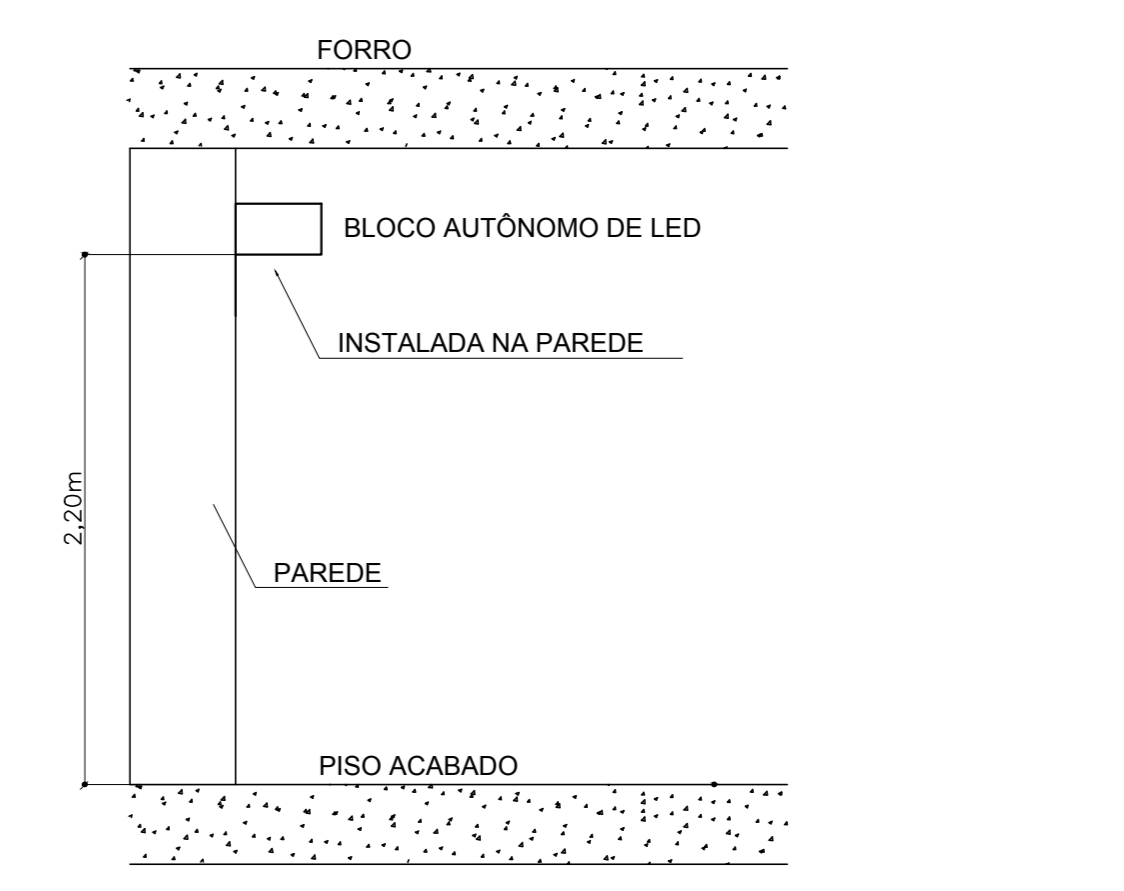 FORRO
BLOCO AUTÔNOMO DE LED
INSTALADA NA PAREDE
2,20m
PAREDE
PISO ACABADO